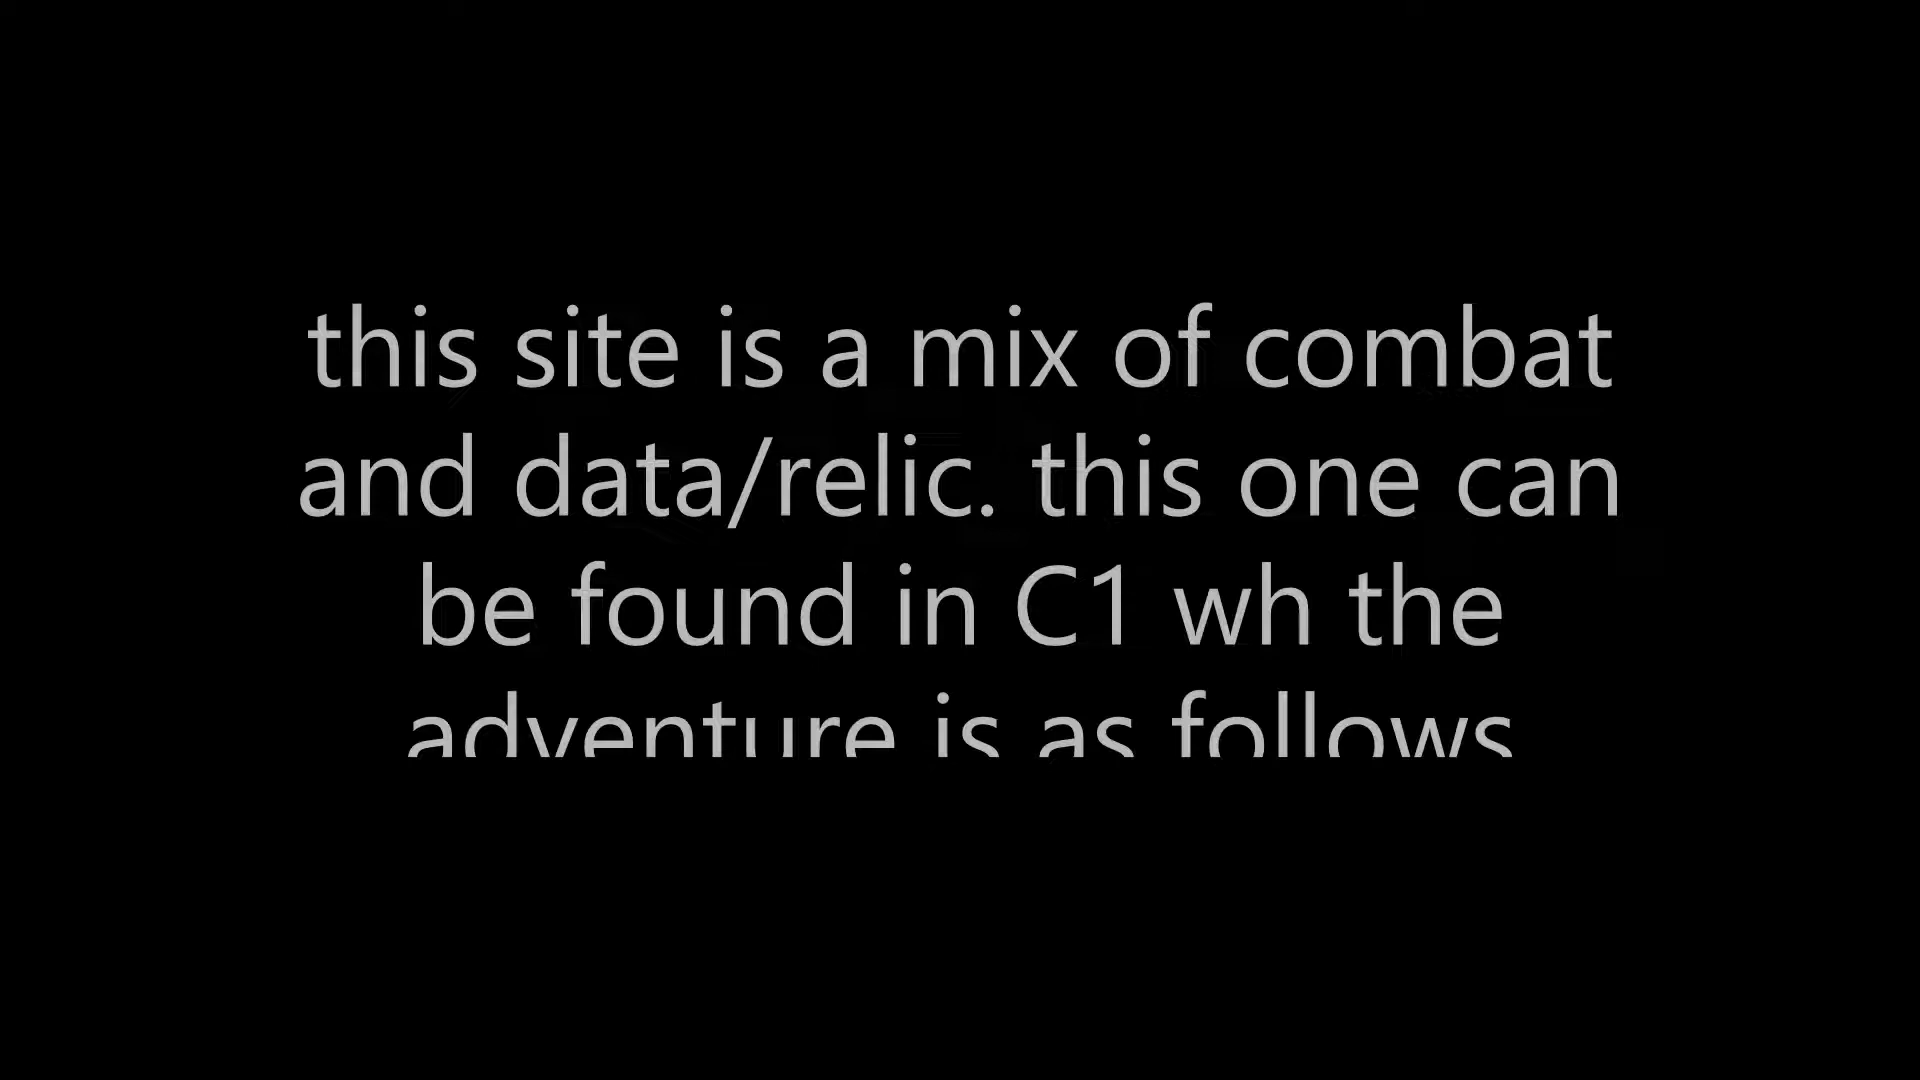 this site is a mix of combat
and data/relic. this one can
be found in C1 wh the
adventure is as follows